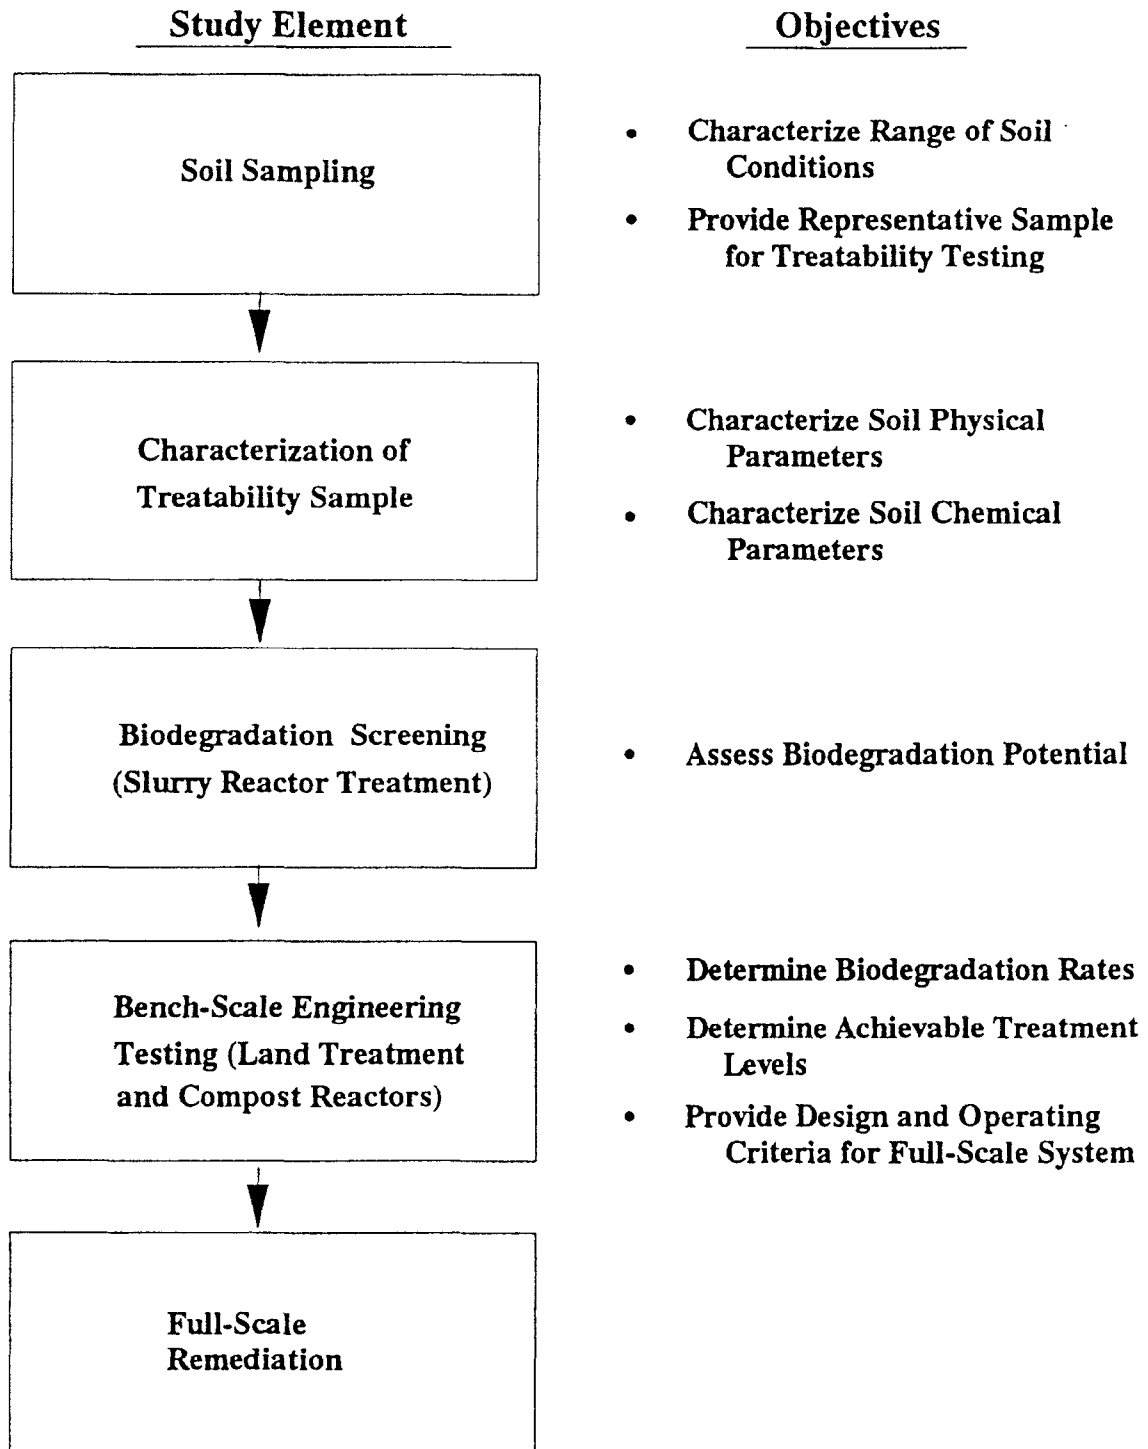 Study Element
Objectives
Soil Sampling
• Characterize Range of Soil
Conditions
• Provide Representative Sample
for Treatability Testing
Characterization of
Treatability Sample
• Characterize Soil Physical
Parameters
• Characterize Soil Chemical
Parameters
Biodegradation Screening
(Slurry Reactor Treatment)
• Assess Biodegradation Potential
Bench-Scale Engineering
Testing (Land Treatment
and Compost Reactors)
• Determine Biodegradation Rates
• Determine Achievable Treatment
Levels
• Provide Design and Operating
Criteria for Full-Scale System
Full-Scale
Remediation